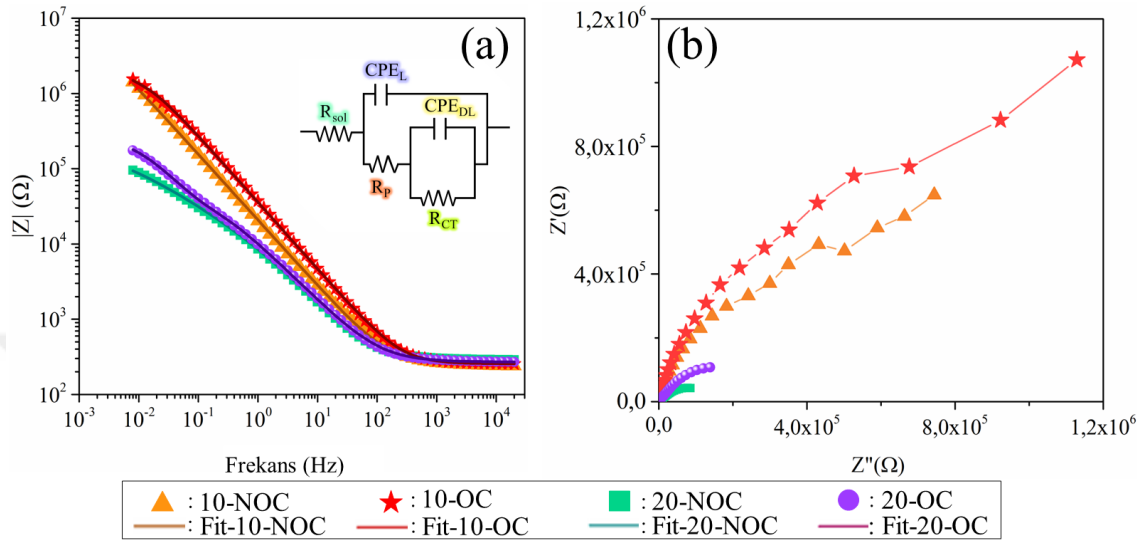 (a)
10⁷
10⁶
10⁵
10⁴
10³
10²
|Z| (Ω)
10⁻³ 10⁻² 10⁻¹ 10⁰ 10¹ 10² 10³ 10⁴
Frekans (Hz)
CPE_L
CPE_DL
R_sol
R_P
R_CT
(b)
1,2x10⁶
8,0x10⁵
4,0x10⁵
0,0
Z'(Ω)
0,0 4,0x10⁵ 8,0x10⁵ 1,2x10⁶
Z''(Ω)
: 10-NOC : 10-OC : 20-NOC : 20-OC
: Fit-10-NOC : Fit-10-OC : Fit-20-NOC : Fit-20-OC